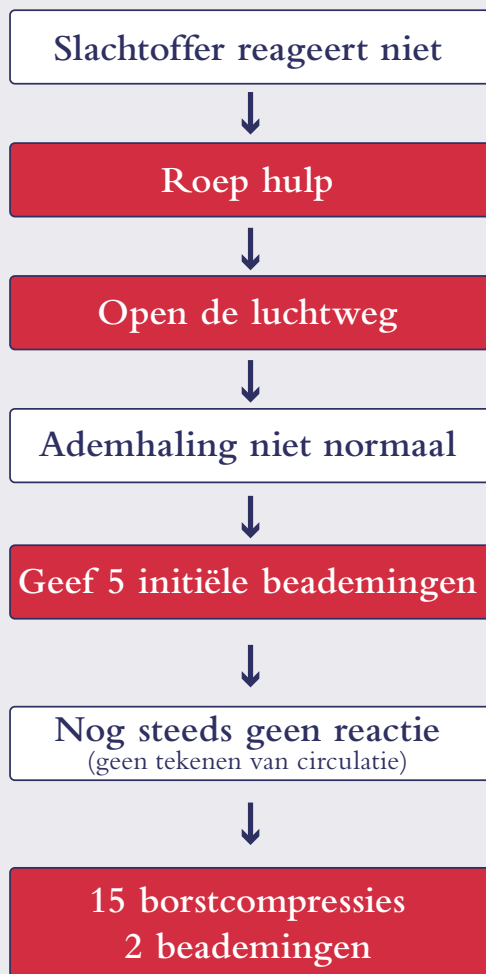 Slachtoffer reageert niet
Roep hulp
Open de luchtweg
Ademhaling niet normaal
Geef 5 initiële beademingen
Nog steeds geen reactie
(geen tekenen van circulatie)
15 borstcompressies
2 beademingen